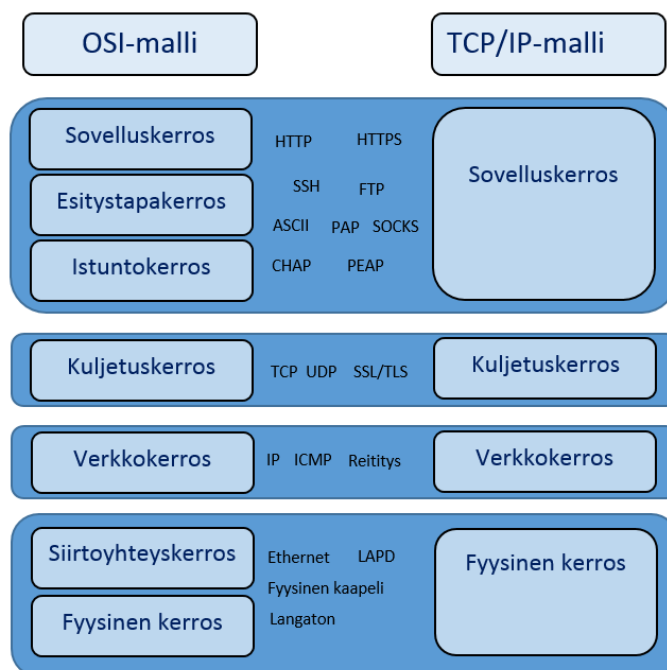 OSI-malli
TCP/IP-malli
Sovelluskerros
HTTP HTTPS
Sovelluskerros
Esitystapakerros
SSH FTP
ASCII PAP SOCKS
Istuntokerros
CHAP PEAP
Kuljetuskerros
TCP UDP SSL/TLS
Kuljetuskerros
Verkkokerros
IP ICMP Reititys
Verkkokerros
Siirtoyhteyskerros
Ethernet LAPD
Fyysinen kerros
Fyysinen kaapeli
Fyysinen kerros
Langaton